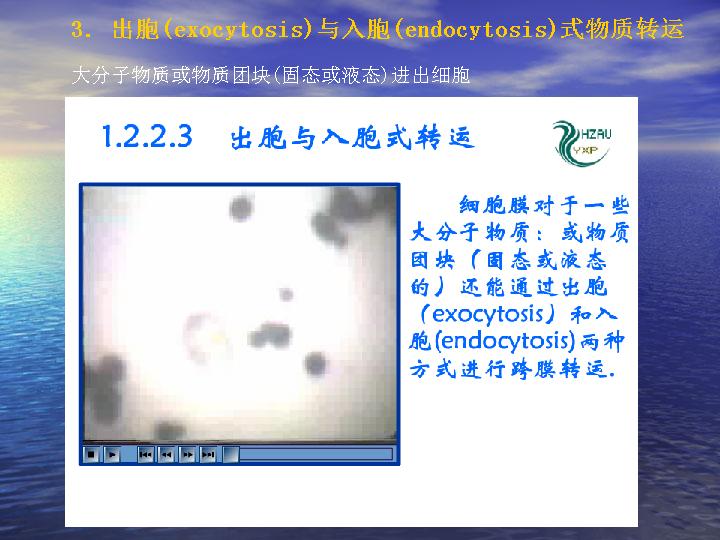 3. 出胞(exocytosis)与入胞(endocytosis)式物质转运
大分子物质或物质团块(固态或液态)进出细胞
1.2.2.3 出胞与入胞式转运
HZAU
YXP
细胞膜对于一些
大分子物质：或物质
团块（固态或液态
的）还能通过出胞
（exocytosis）和入
胞(endocytosis)两种
方式进行跨膜转运.